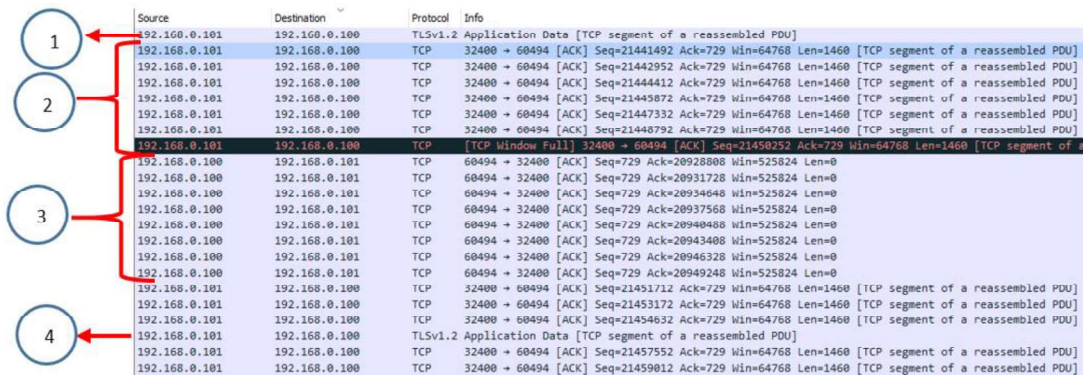 Source Destination Protocol Info
1
192.168.0.101 192.168.0.100 TLSv1.2 Application Data [TCP segment of a reassembled PDU]
192.168.0.101 192.168.0.100 TCP 32400 → 60494 [ACK] Seq=21441492 Ack=729 Win=64768 Len=1460 [TCP segment of a reassembled PDU]
192.168.0.101 192.168.0.100 TCP 32400 → 60494 [ACK] Seq=21442952 Ack=729 Win=64768 Len=1460 [TCP segment of a reassembled PDU]
192.168.0.101 192.168.0.100 TCP 32400 → 60494 [ACK] Seq=21444412 Ack=729 Win=64768 Len=1460 [TCP segment of a reassembled PDU]
2
192.168.0.101 192.168.0.100 TCP 32400 → 60494 [ACK] Seq=21445872 Ack=729 Win=64768 Len=1460 [TCP segment of a reassembled PDU]
192.168.0.101 192.168.0.100 TCP 32400 → 60494 [ACK] Seq=21447332 Ack=729 Win=64768 Len=1460 [TCP segment of a reassembled PDU]
192.168.0.101 192.168.0.100 TCP 32400 → 60494 [ACK] Seq=21448792 Ack=729 Win=64768 Len=1460 [TCP segment of a reassembled PDU]
192.168.0.101 192.168.0.100 TCP [TCP Window Full] 32400 → 60494 [ACK] Seq=21450252 Ack=729 Win=64768 Len=1460 [TCP segment of a
192.168.0.100 192.168.0.101 TCP 60494 → 32400 [ACK] Seq=729 Ack=20928808 Win=525824 Len=0
192.168.0.100 192.168.0.101 TCP 60494 → 32400 [ACK] Seq=729 Ack=20931728 Win=525824 Len=0
192.168.0.100 192.168.0.101 TCP 60494 → 32400 [ACK] Seq=729 Ack=20934648 Win=525824 Len=0
3
192.168.0.100 192.168.0.101 TCP 60494 → 32400 [ACK] Seq=729 Ack=20937568 Win=525824 Len=0
192.168.0.100 192.168.0.101 TCP 60494 → 32400 [ACK] Seq=729 Ack=20940488 Win=525824 Len=0
192.168.0.100 192.168.0.101 TCP 60494 → 32400 [ACK] Seq=729 Ack=20943408 Win=525824 Len=0
192.168.0.100 192.168.0.101 TCP 60494 → 32400 [ACK] Seq=729 Ack=20946328 Win=525824 Len=0
192.168.0.100 192.168.0.101 TCP 60494 → 32400 [ACK] Seq=729 Ack=20949248 Win=525824 Len=0
192.168.0.101 192.168.0.100 TCP 32400 → 60494 [ACK] Seq=21451712 Ack=729 Win=64768 Len=1460 [TCP segment of a reassembled PDU]
192.168.0.101 192.168.0.100 TCP 32400 → 60494 [ACK] Seq=21453172 Ack=729 Win=64768 Len=1460 [TCP segment of a reassembled PDU]
192.168.0.101 192.168.0.100 TCP 32400 → 60494 [ACK] Seq=21454632 Ack=729 Win=64768 Len=1460 [TCP segment of a reassembled PDU]
4
192.168.0.101 192.168.0.100 TLSv1.2 Application Data [TCP segment of a reassembled PDU]
192.168.0.101 192.168.0.100 TCP 32400 → 60494 [ACK] Seq=21457552 Ack=729 Win=64768 Len=1460 [TCP segment of a reassembled PDU]
192.168.0.101 192.168.0.100 TCP 32400 → 60494 [ACK] Seq=21459012 Ack=729 Win=64768 Len=1460 [TCP segment of a reassembled PDU]